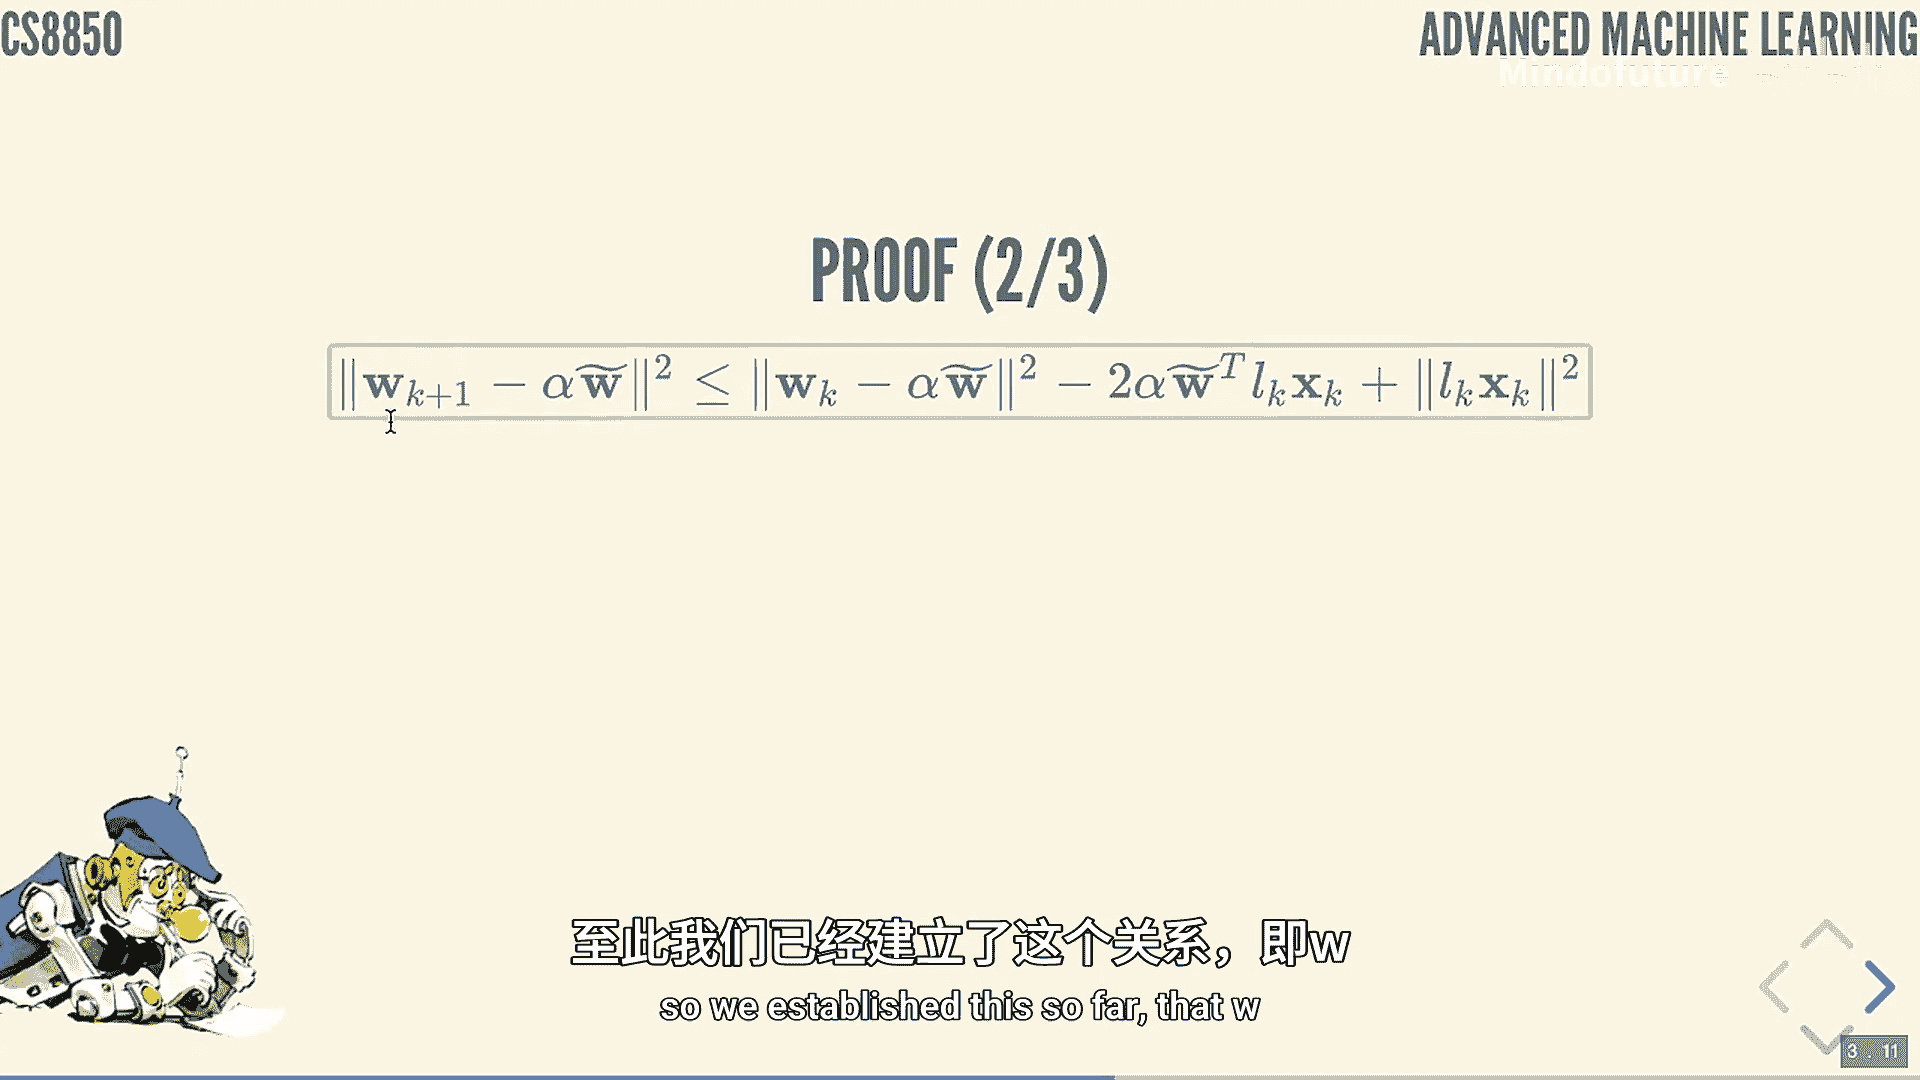 CS8850
ADVANCED MACHINE LEARNING
Mindofuture
PROOF (2/3)
‖w_{k+1} − αw̃‖² ≤ ‖w_k − αw̃‖² − 2αw̃ᵀl_k x_k + ‖l_k x_k‖²
至此我们已经建立了这个关系，即w
so we established this so far, that w
3 . 11